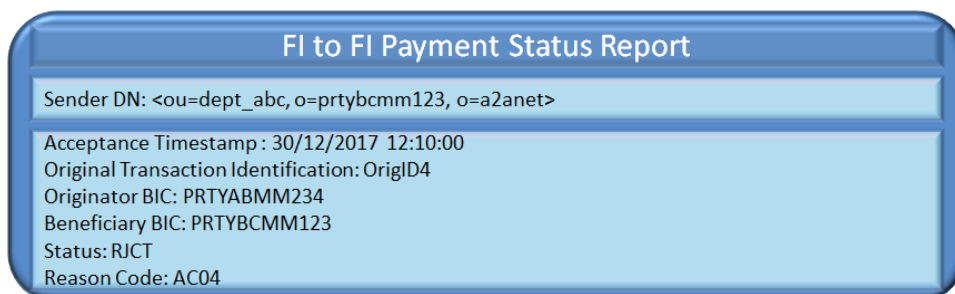 FI to FI Payment Status Report
Sender DN: <ou=dept_abc, o=prtybcmm123, o=a2anet>
Acceptance Timestamp : 30/12/2017 12:10:00
Original Transaction Identification: OrigID4
Originator BIC: PRTYABMM234
Beneficiary BIC: PRTYBCMM123
Status: RJCT
Reason Code: AC04